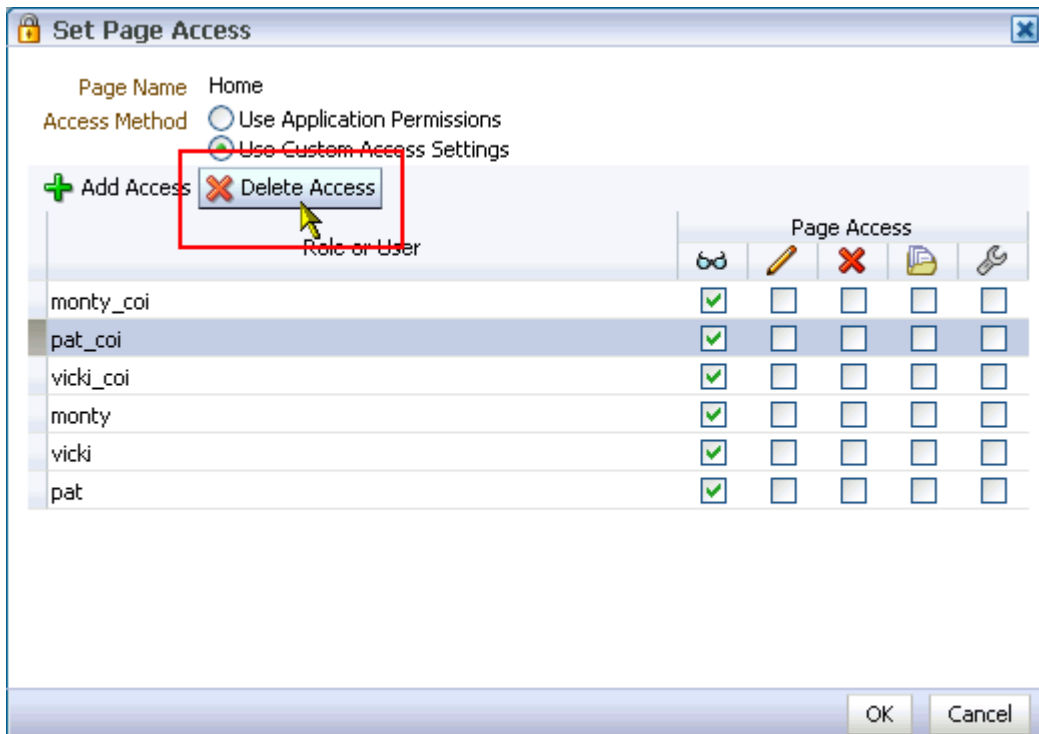 Set Page Access
Page Name Home
Access Method Use Application Permissions
Use Custom Access Settings
Add Access Delete Access
Role or User Page Access
monty_coi
pat_coi
vicki_coi
monty
vicki
pat
OK Cancel